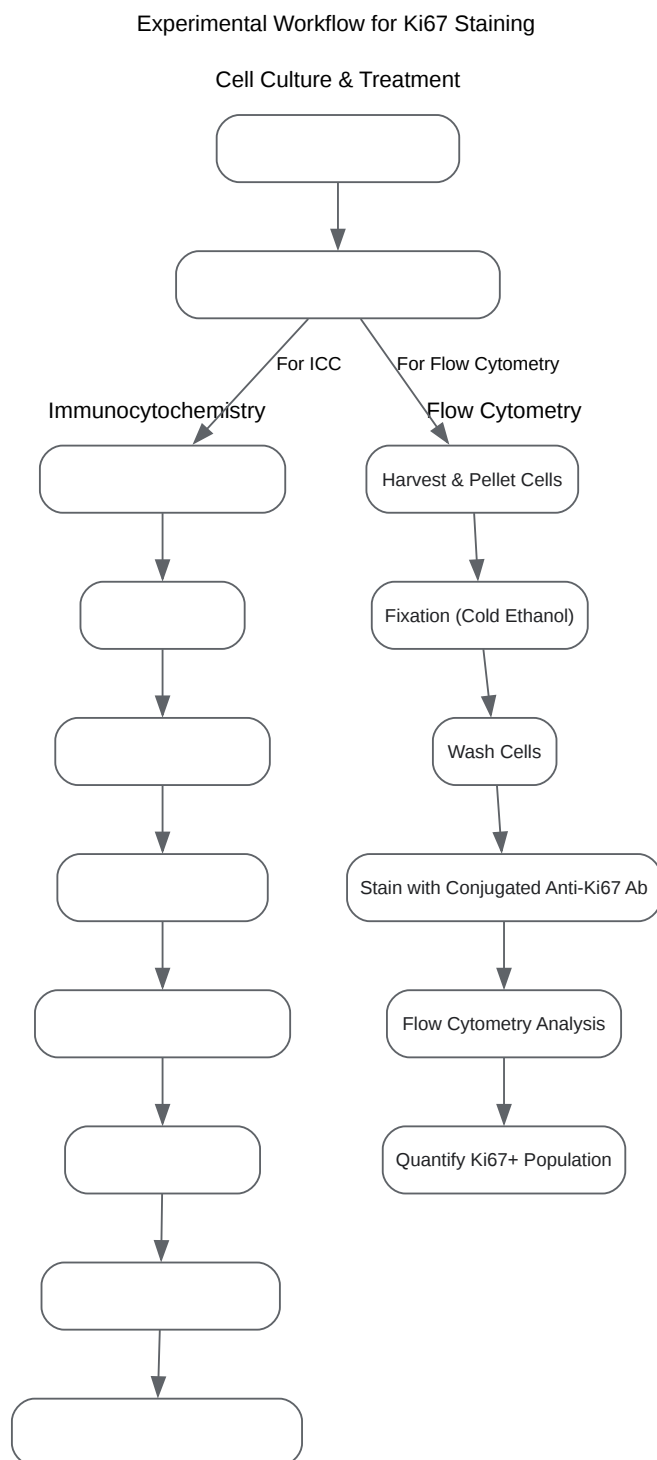 Experimental Workflow for Ki67 Staining
Cell Culture & Treatment
For ICC
For Flow Cytometry
Immunocytochemistry
Flow Cytometry
Harvest & Pellet Cells
Fixation (Cold Ethanol)
Wash Cells
Stain with Conjugated Anti-Ki67 Ab
Flow Cytometry Analysis
Quantify Ki67+ Population